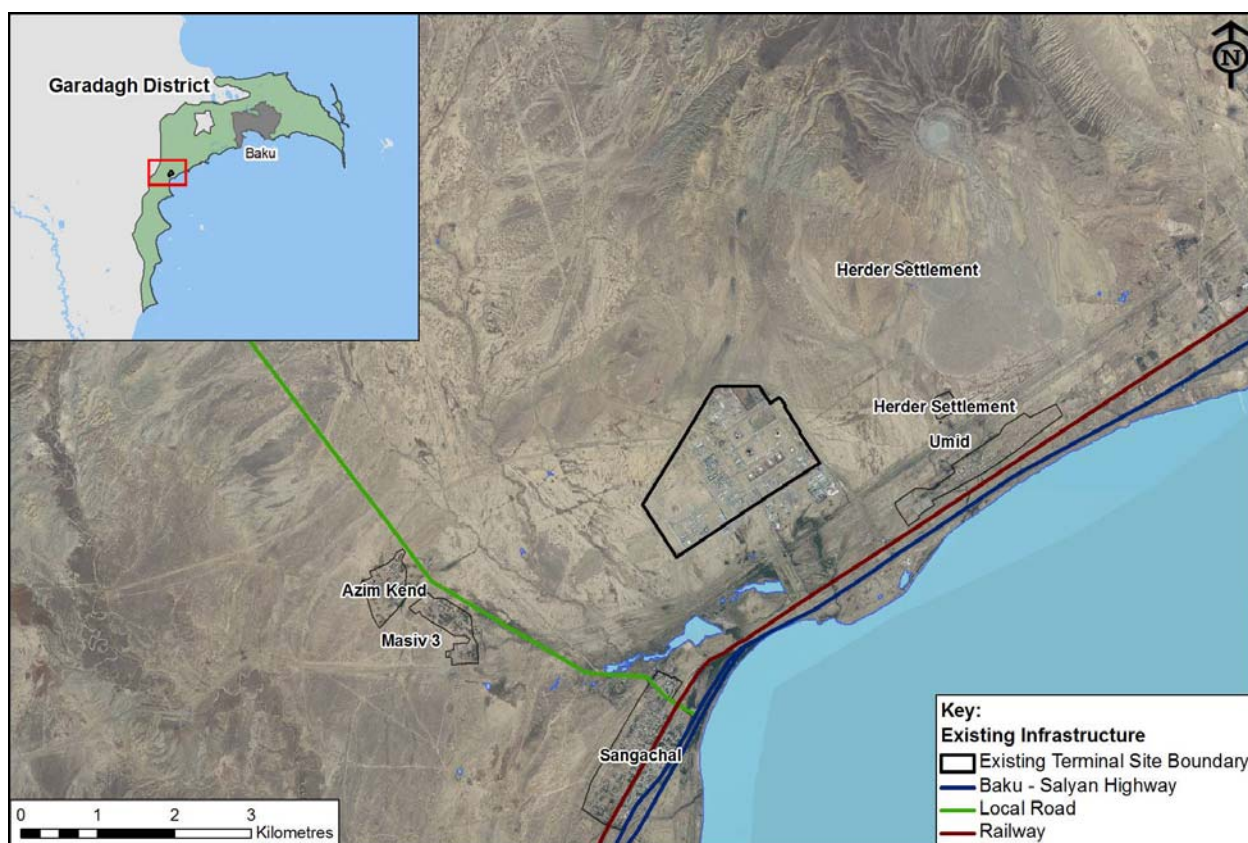 Garadagh District
Baku
N
Herder Settlement
Herder Settlement
Umid
Azim Kend
Masiv 3
Sangachal
0 1 2 3
Kilometres
Key:
Existing Infrastructure
Existing Terminal Site Boundary
Baku - Salyan Highway
Local Road
Railway